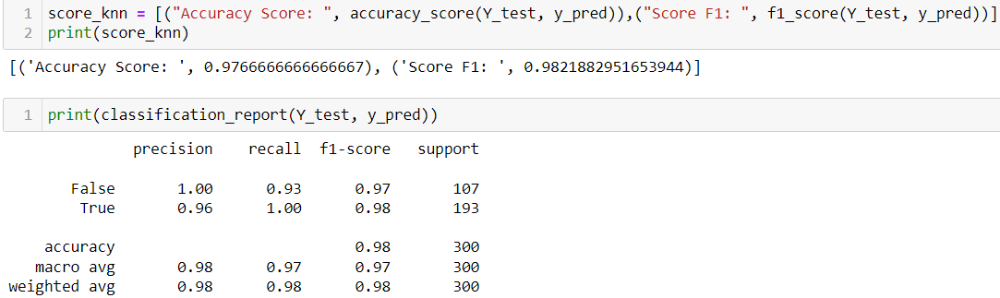 1 score_knn = [("Accuracy Score: ", accuracy_score(Y_test, y_pred)),("Score F1: ", f1_score(Y_test, y_pred))]
2 print(score_knn)
[('Accuracy Score: ', 0.9766666666666667), ('Score F1: ', 0.9821882951653944)]
1 print(classification_report(Y_test, y_pred))
precision recall f1-score support
False 1.00 0.93 0.97 107
True 0.96 1.00 0.98 193
accuracy 0.98 300
macro avg 0.98 0.97 0.97 300
weighted avg 0.98 0.98 0.98 300